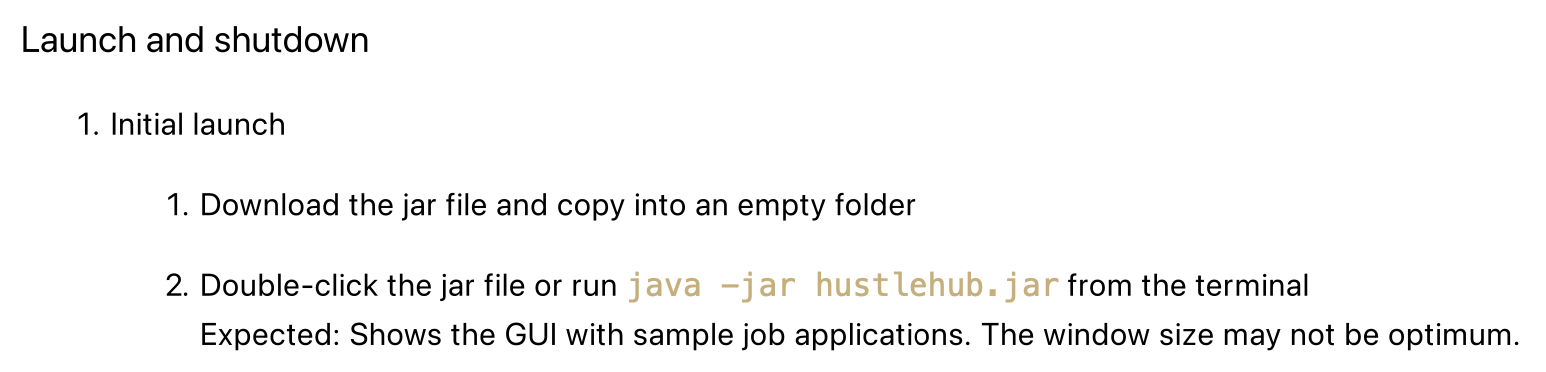 Launch and shutdown
1. Initial launch
1. Download the jar file and copy into an empty folder
2. Double-click the jar file or run java -jar hustlehub.jar from the terminal
Expected: Shows the GUI with sample job applications. The window size may not be optimum.